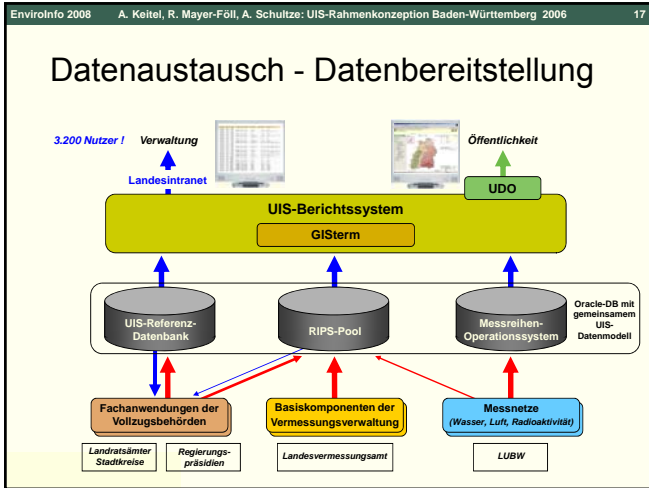 EnviroInfo 2008 A. Keitel, R. Mayer-Föll, A. Schultze: UIS-Rahmenkonzeption Baden-Württemberg 2006 17
Datenaustausch - Datenbereitstellung
3.200 Nutzer ! Verwaltung
Öffentlichkeit
Landesintranet
UDO
UIS-Berichtssystem
GISterm
UIS-Referenz-
Datenbank
RIPS-Pool
Messreihen-
Operationssystem
Oracle-DB mit
gemeinsamem
UIS-
Datenmodell
Fachanwendungen der
Vollzugsbehörden
Basiskomponenten der
Vermessungsverwaltung
Messnetze
(Wasser, Luft, Radioaktivität)
Landratsämter
Stadtkreise
Regierungs-
präsidien
Landesvermessungsamt
LUBW